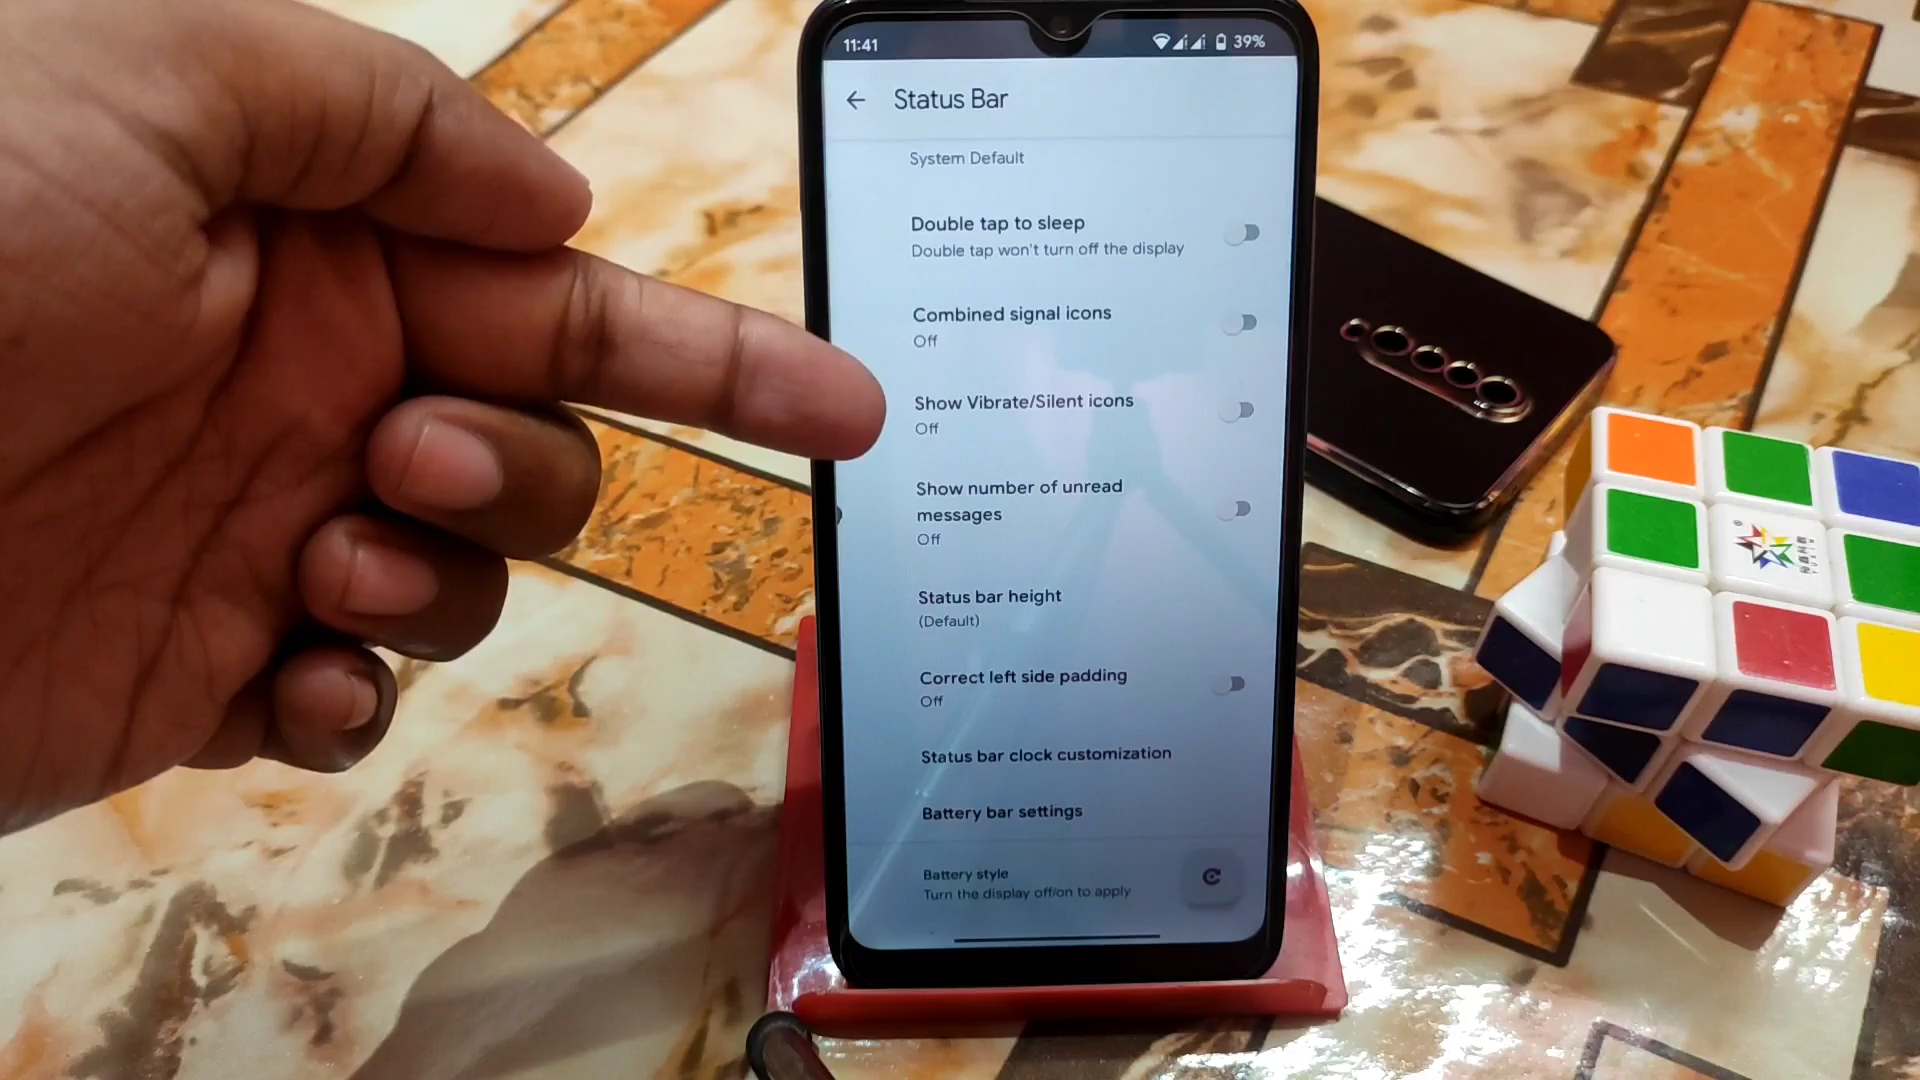 11:41
39%
Status Bar
System Default
Double tap to sleep
Double tap won't turn off the display
Combined signal icons
Off
Show Vibrate/Silent icons
Off
Show number of unread
messages
Off
Status bar height
(Default)
Correct left side padding
Off
Status bar clock customization
Battery bar settings
Battery style
Turn the display off/on to apply